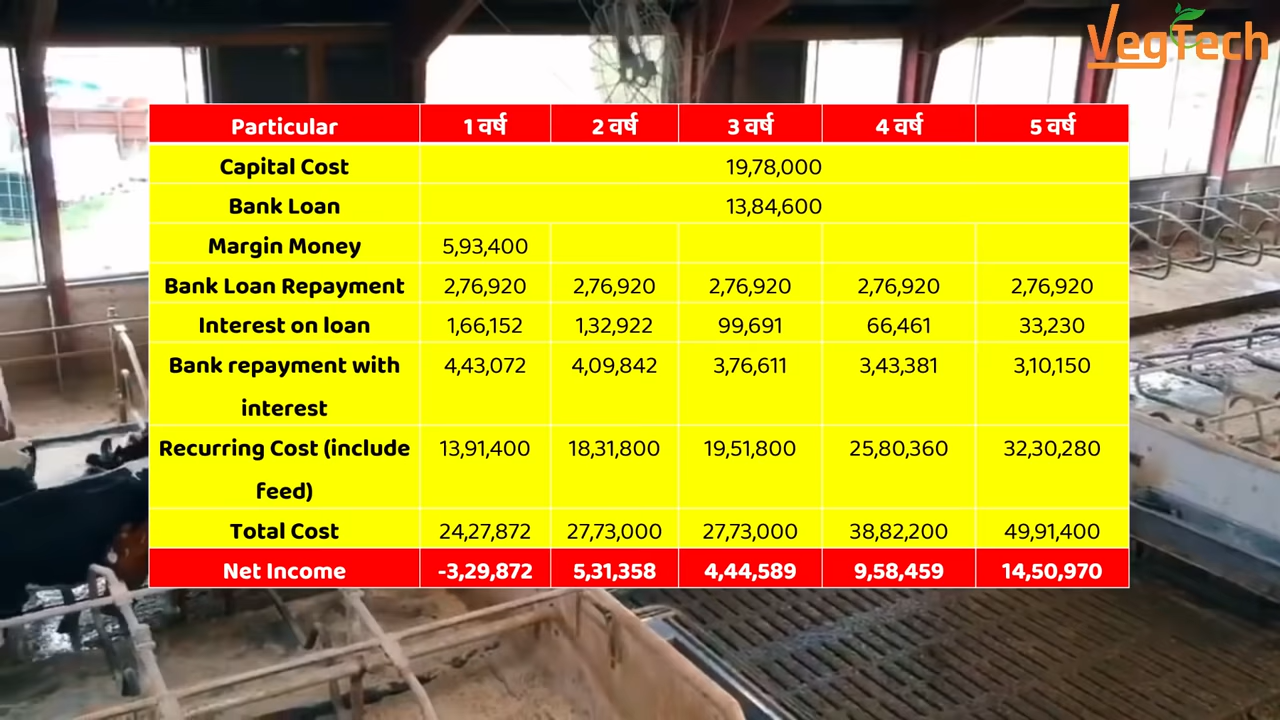 VegTech
Particular 1 वर्ष 2 वर्ष 3 वर्ष 4 वर्ष 5 वर्ष
Capital Cost 19,78,000
Bank Loan 13,84,600
Margin Money 5,93,400
Bank Loan Repayment 2,76,920 2,76,920 2,76,920 2,76,920 2,76,920
Interest on loan 1,66,152 1,32,922 99,691 66,461 33,230
Bank repayment with 4,43,072 4,09,842 3,76,611 3,43,381 3,10,150
interest
Recurring Cost (include 13,91,400 18,31,800 19,51,800 25,80,360 32,30,280
feed)
Total Cost 24,27,872 27,73,000 27,73,000 38,82,200 49,91,400
Net Income -3,29,872 5,31,358 4,44,589 9,58,459 14,50,970